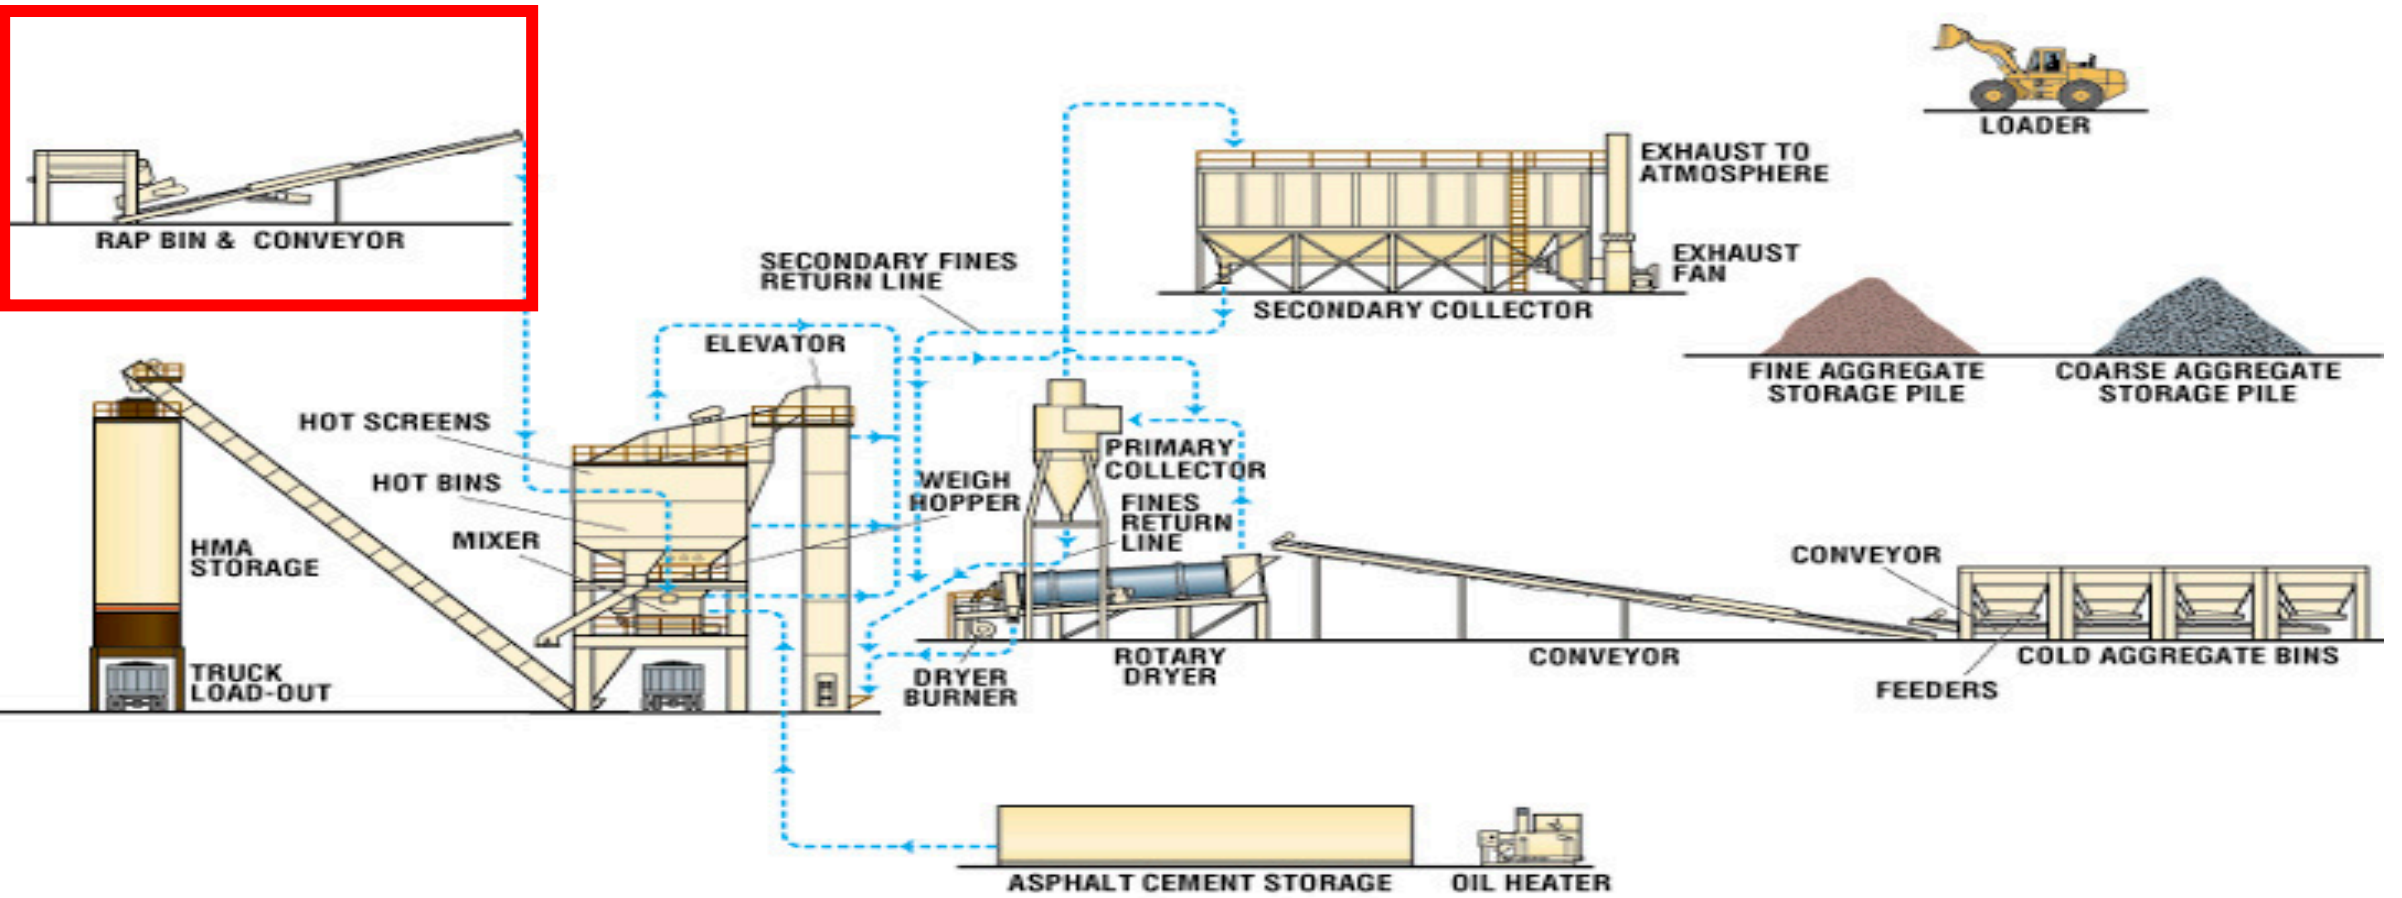 LOADER
EXHAUST TO
ATMOSPHERE
RAP BIN & CONVEYOR
SECONDARY FINES
RETURN LINE
EXHAUST
FAN
SECONDARY COLLECTOR
ELEVATOR
FINE AGGREGATE
STORAGE PILE
COARSE AGGREGATE
STORAGE PILE
HOT SCREENS
HOT BINS
WEIGH
HOPPER
PRIMARY
COLLECTOR
FINES
RETURN
LINE
MIXER
HMA
STORAGE
CONVEYOR
TRUCK
LOAD-OUT
DRYER
BURNER
ROTARY
DRYER
CONVEYOR
COLD AGGREGATE BINS
FEEDERS
ASPHALT CEMENT STORAGE
OIL HEATER